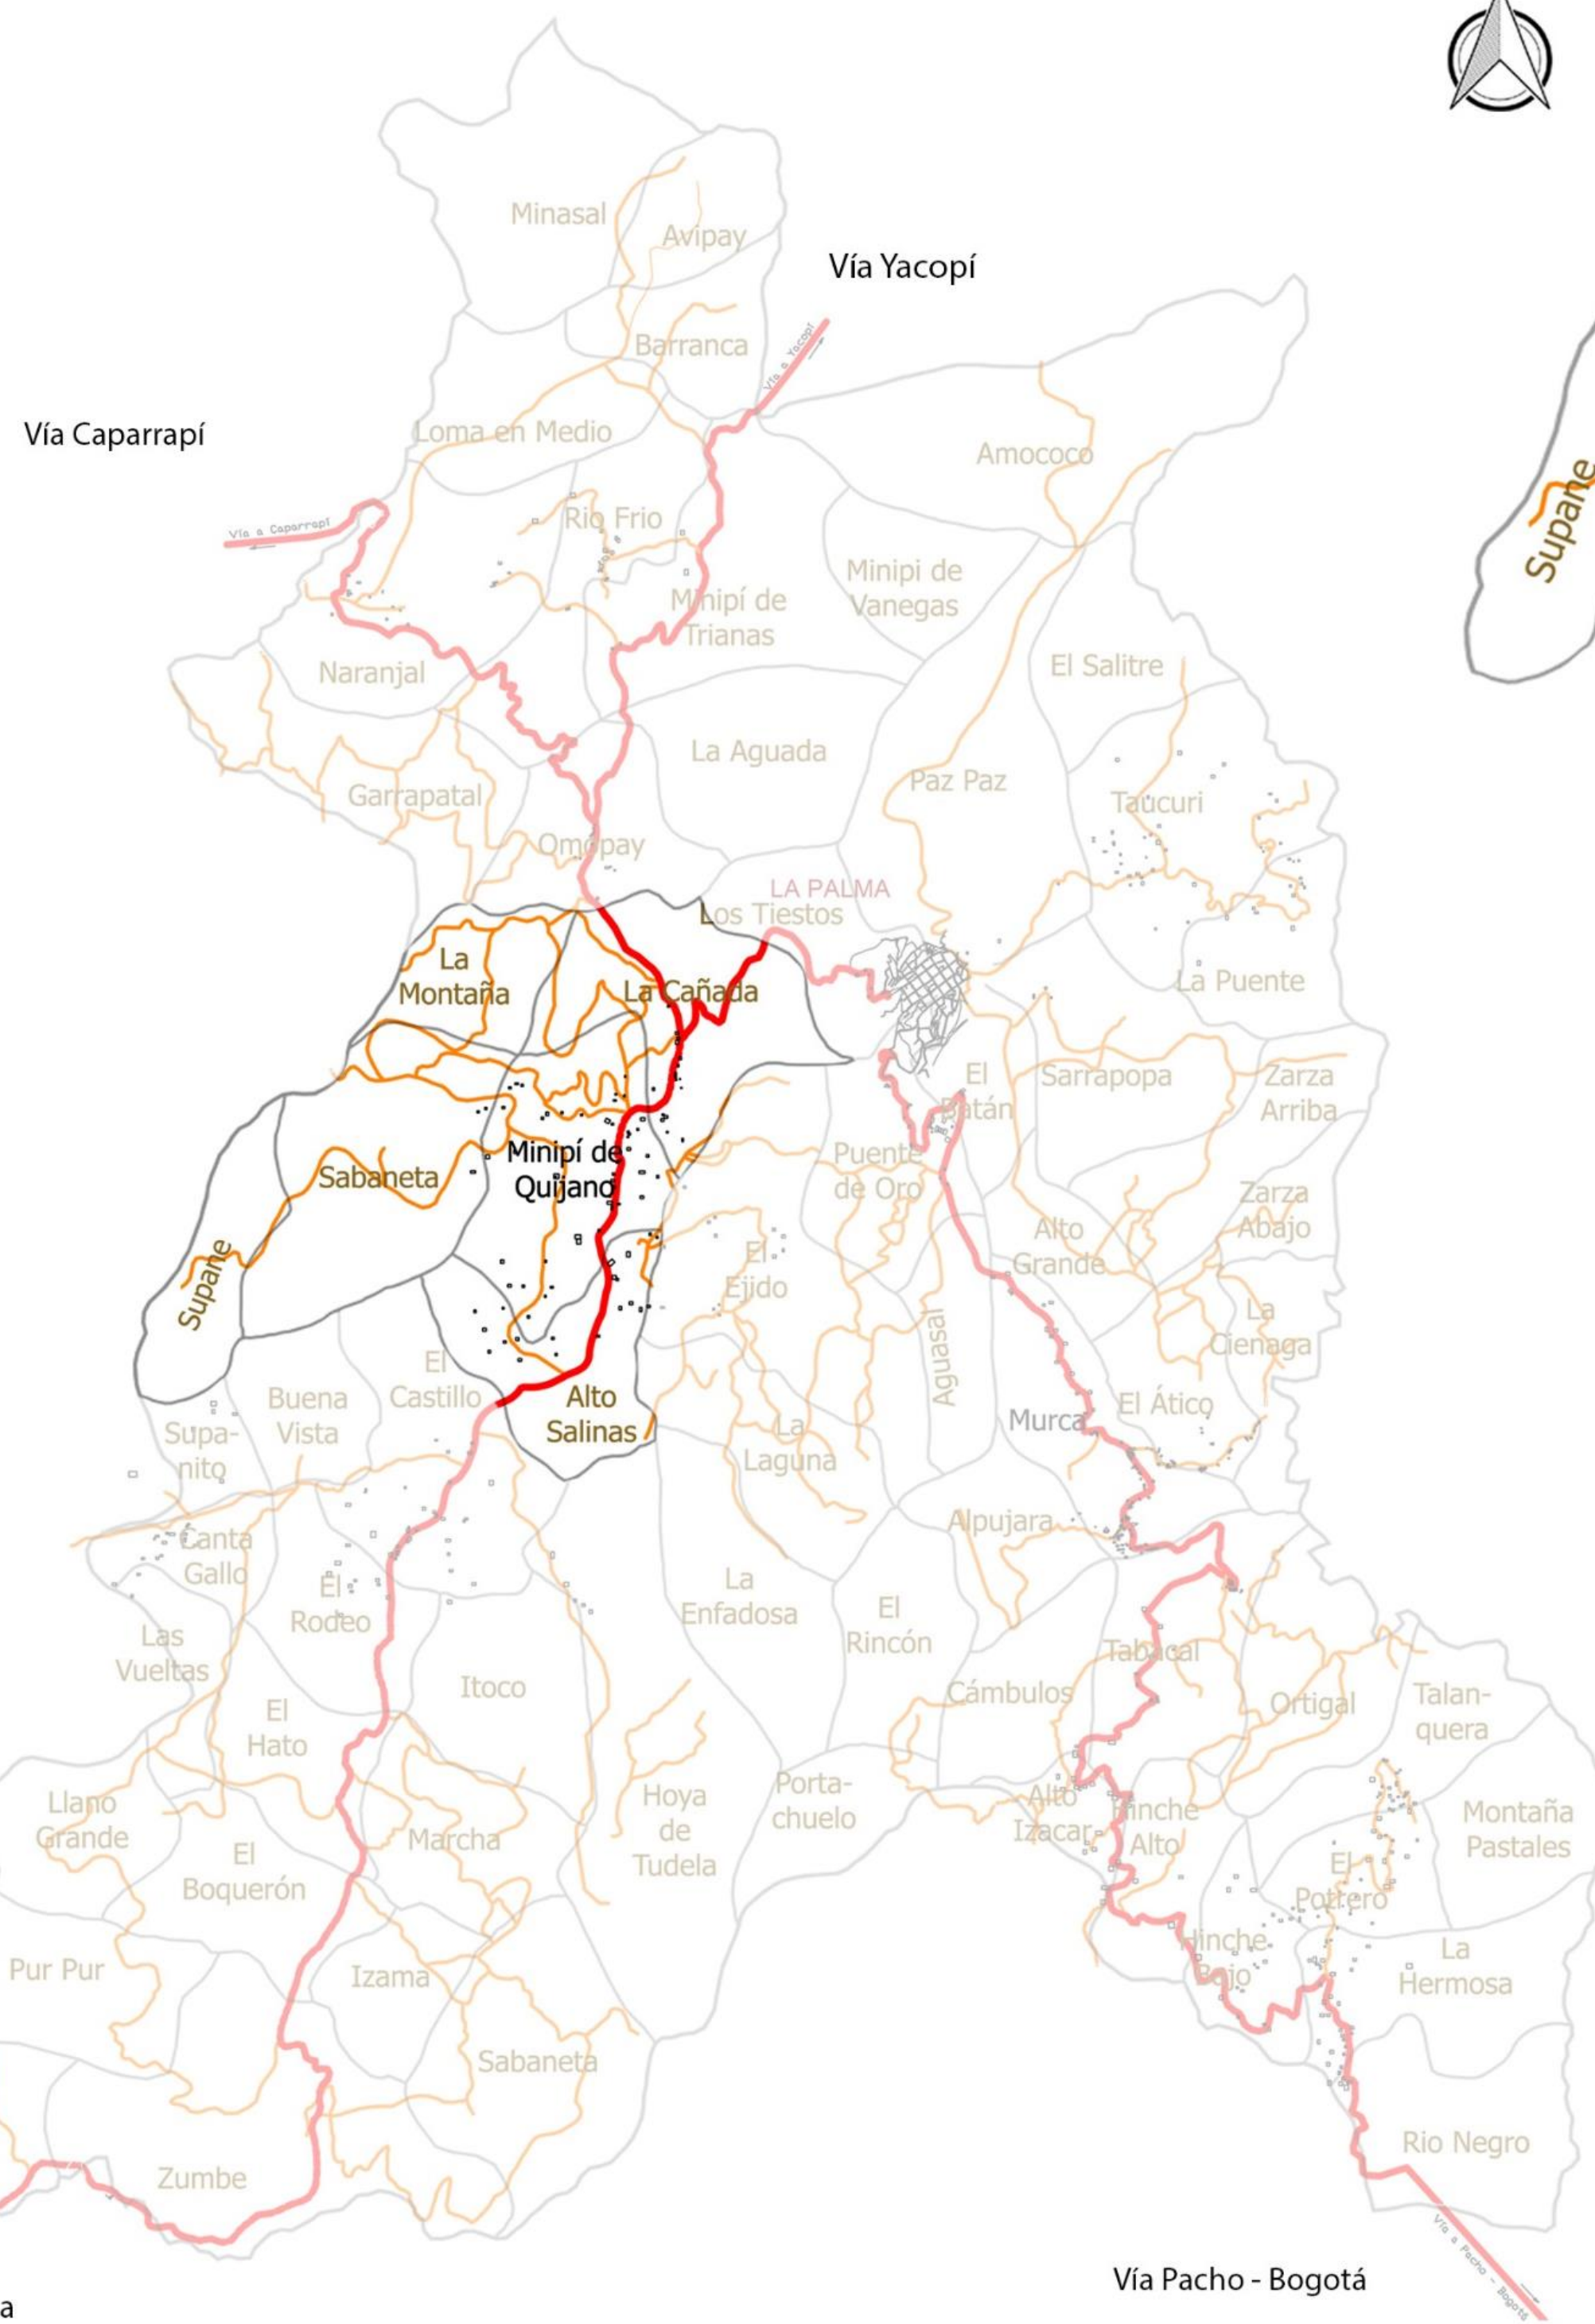 Minasal
Avipay
Vía Yacopí
Vía a Yacopí
Barranca
Vía Caparrapí
Loma en Medio
Amococo
Supane
Vía a Caparrapí
Rio Frio
Minipi de
Vanegas
Minipí de
Trianas
Naranjal
El Salitre
La Aguada
Paz Paz
Garrapatal
Taucuri
Omopay
LA PALMA
Los Tiestos
La
Montaña
La Cañada
La Puente
El
Batán
Sarrapopa
Zarza
Arriba
Minipí de
Quijano
Sabaneta
Puente
de Oro
Zarza
Abajo
Alto
Grande
Supane
El
Ejido
La
Cienaga
Aguasal
El
Castillo
Buena
Vista
Alto
Salinas
El Ático
Murca
Supa-
nito
La
Laguna
Alpujara
Canta
Gallo
El
Rodeo
La
Enfadosa
El
Rincón
Las
Vueltas
Tabacal
Itoco
Cámbulos
Ortigal
Talan-
quera
El
Hato
Llano
Grande
Hoya
de
Tudela
Porta-
chuelo
Alto
Izacar
Hinche
Alto
Montaña
Pastales
Marcha
El
Boquerón
El
Potrero
Hinche
Bajo
La
Hermosa
Pur Pur
Izama
Sabaneta
Rio Negro
Zumbe
Vía a Pacho - Bogotá
Vía Pacho - Bogotá
a